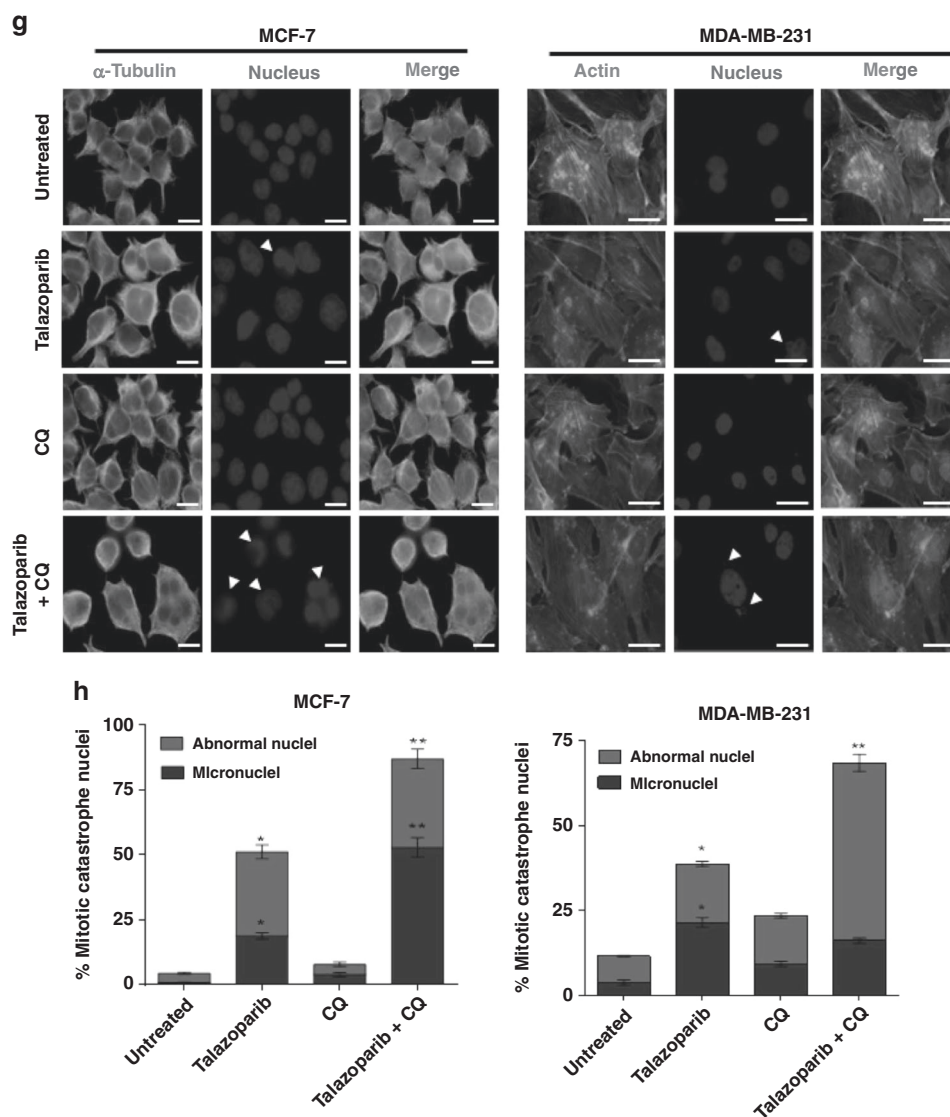 g
MCF-7
MDA-MB-231
α-Tubulin Nucleus Merge
Actin Nucleus Merge
Untreated
Talazoparib
CQ
Talazoparib
+ CQ
h
MCF-7
% Mitotic catastrophe nuclei
100
75
50
25
0
Abnormal nuclei
MIcronucleI
*
*
**
**
Untreated
Talazoparib
CQ
Talazoparib + CQ
MDA-MB-231
% Mitotic catastrophe nuclei
75
50
25
0
Abnormal nuclei
MIcronucleI
*
*
**
Untreated
Talazoparib
CQ
Talazoparib + CQ